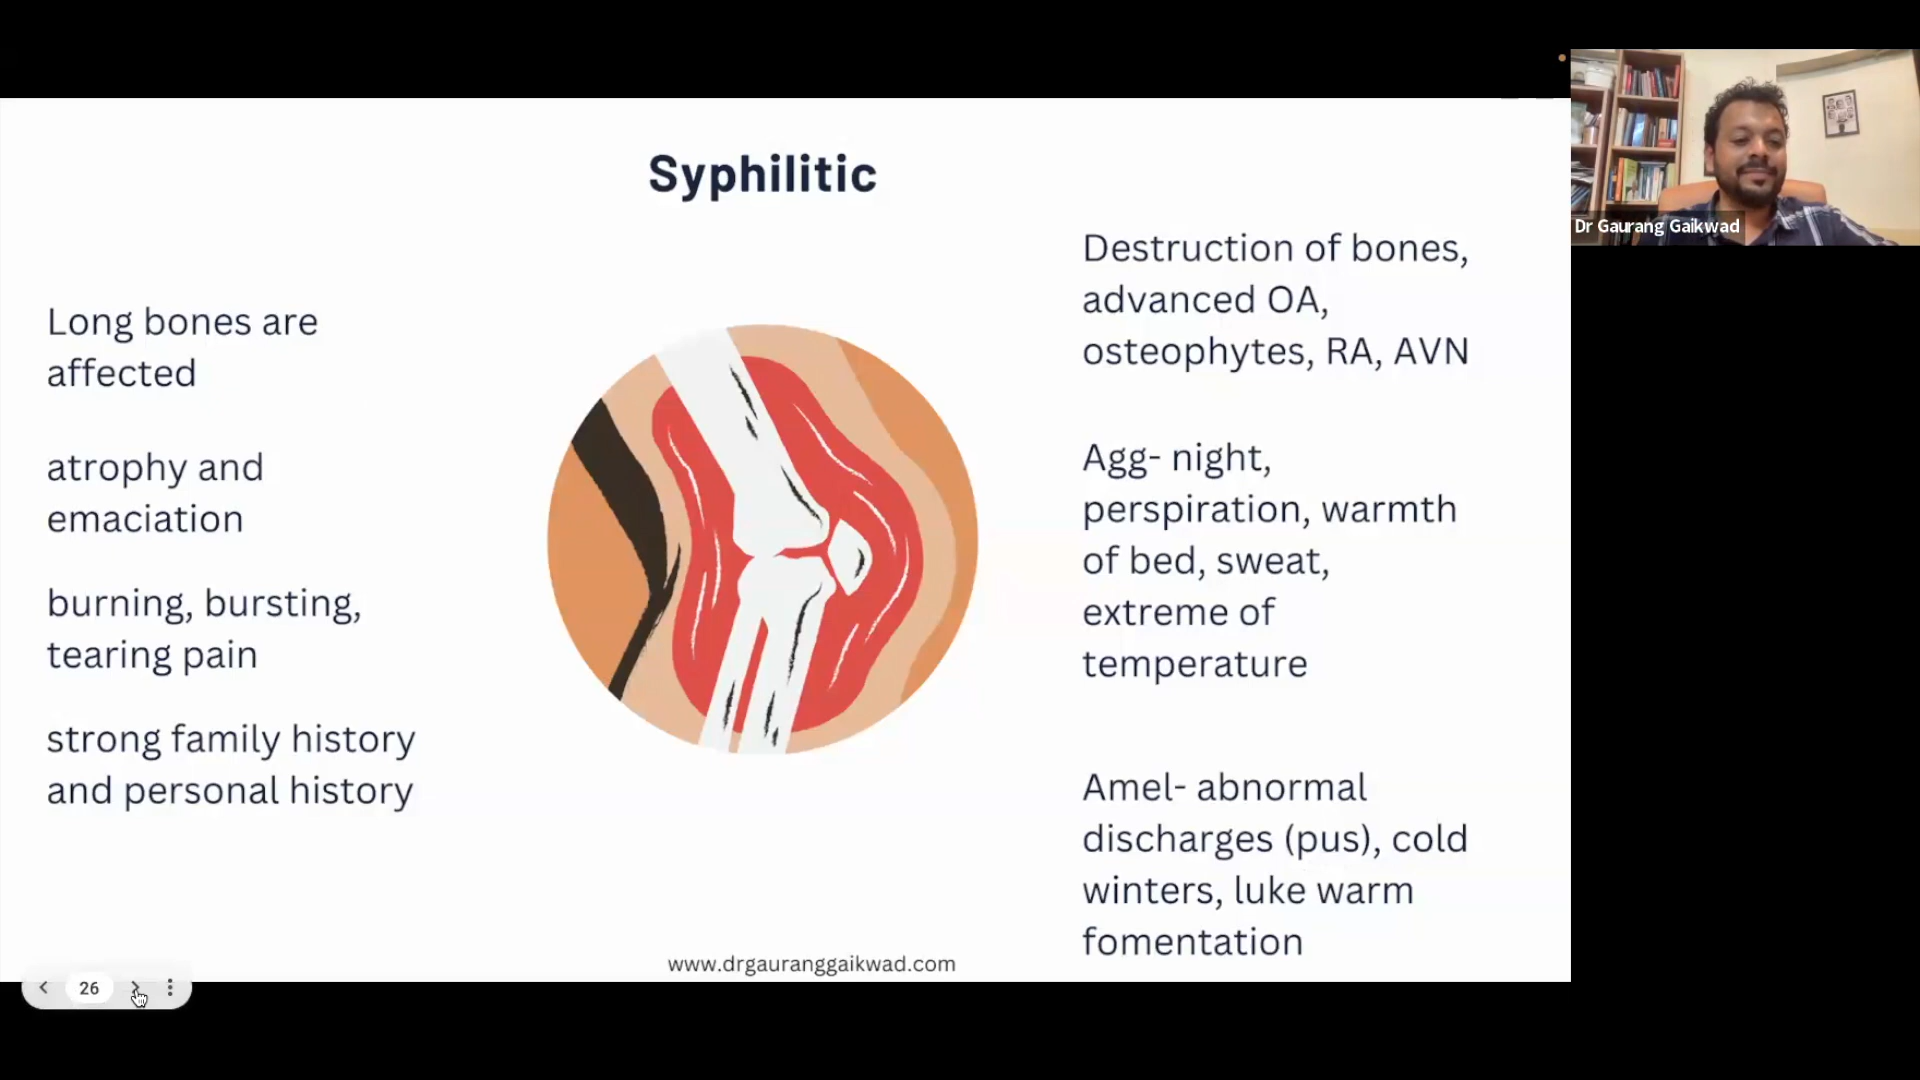 Syphilitic
Long bones are
affected
atrophy and
emaciation
burning, bursting,
tearing pain
strong family history
and personal history
Destruction of bones,
advanced OA,
osteophytes, RA, AVN
Agg- night,
perspiration, warmth
of bed, sweat,
extreme of
temperature
Amel- abnormal
discharges (pus), cold
winters, luke warm
fomentation
www.drgauranggaikwad.com
26
Dr Gaurang Gaikwad